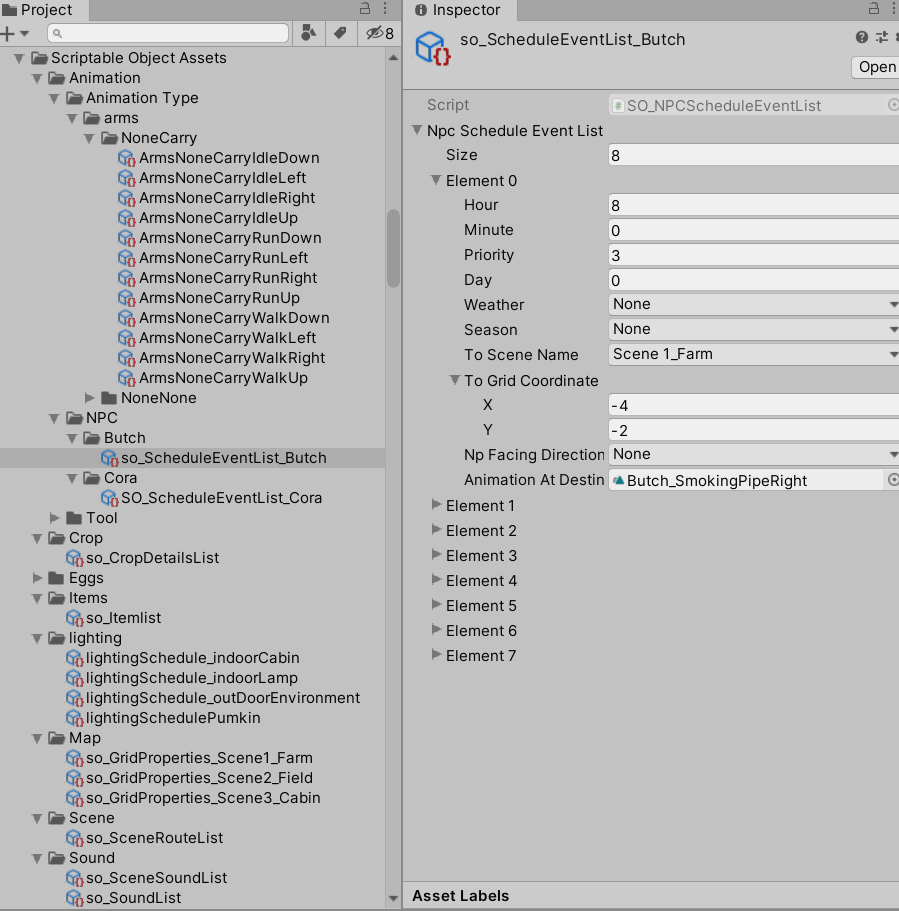 Project
8
Scriptable Object Assets
Animation
Animation Type
arms
NoneCarry
ArmsNoneCarryIdleDown
ArmsNoneCarryIdleLeft
ArmsNoneCarryIdleRight
ArmsNoneCarryIdleUp
ArmsNoneCarryRunDown
ArmsNoneCarryRunLeft
ArmsNoneCarryRunRight
ArmsNoneCarryRunUp
ArmsNoneCarryWalkDown
ArmsNoneCarryWalkLeft
ArmsNoneCarryWalkRight
ArmsNoneCarryWalkUp
NoneNone
NPC
Butch
so_ScheduleEventList_Butch
Cora
SO_ScheduleEventList_Cora
Tool
Crop
so_CropDetailsList
Eggs
Items
so_Itemlist
lighting
lightingSchedule_indoorCabin
lightingSchedule_indoorLamp
lightingSchedule_outDoorEnvironment
lightingSchedulePumkin
Map
so_GridProperties_Scene1_Farm
so_GridProperties_Scene2_Field
so_GridProperties_Scene3_Cabin
Scene
so_SceneRouteList
Sound
so_SceneSoundList
so_SoundList
Inspector
so_ScheduleEventList_Butch
Open
Script SO_NPCScheduleEventList
Npc Schedule Event List
Size 8
Element 0
Hour 8
Minute 0
Priority 3
Day 0
Weather None
Season None
To Scene Name Scene 1_Farm
To Grid Coordinate
X -4
Y -2
Np Facing Direction None
Animation At Destin Butch_SmokingPipeRight
Element 1
Element 2
Element 3
Element 4
Element 5
Element 6
Element 7
Asset Labels